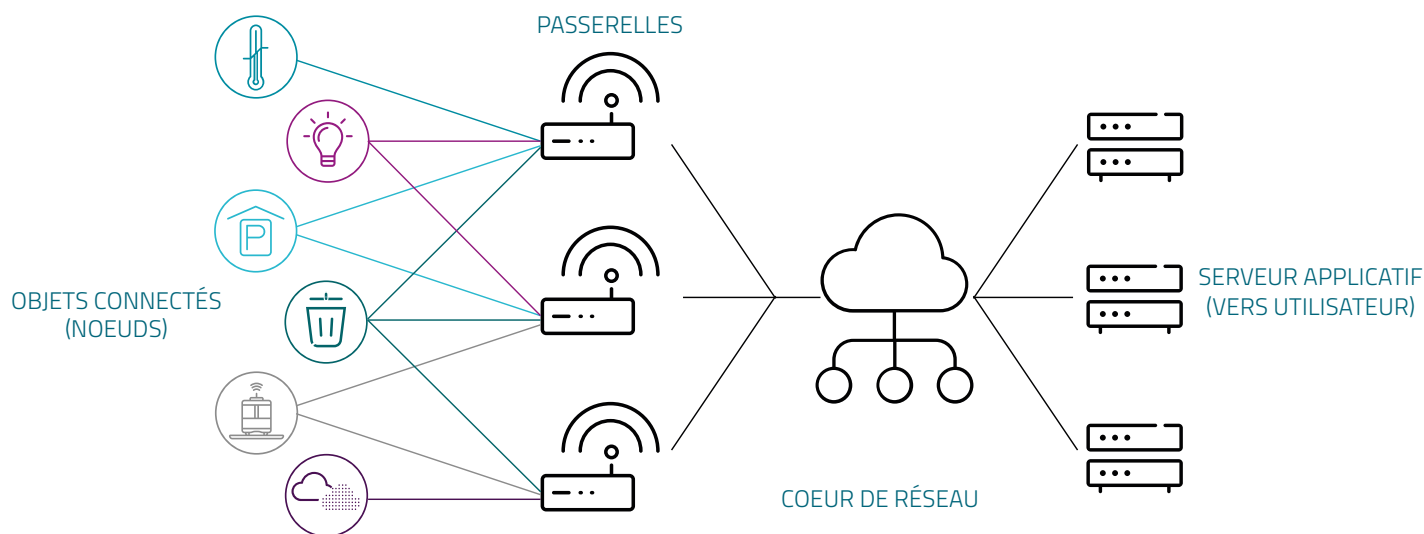 PASSERELLES
P
OBJETS CONNECTÉS
(NOEUDS)
SERVEUR APPLICATIF
(VERS UTILISATEUR)
COEUR DE RÉSEAU